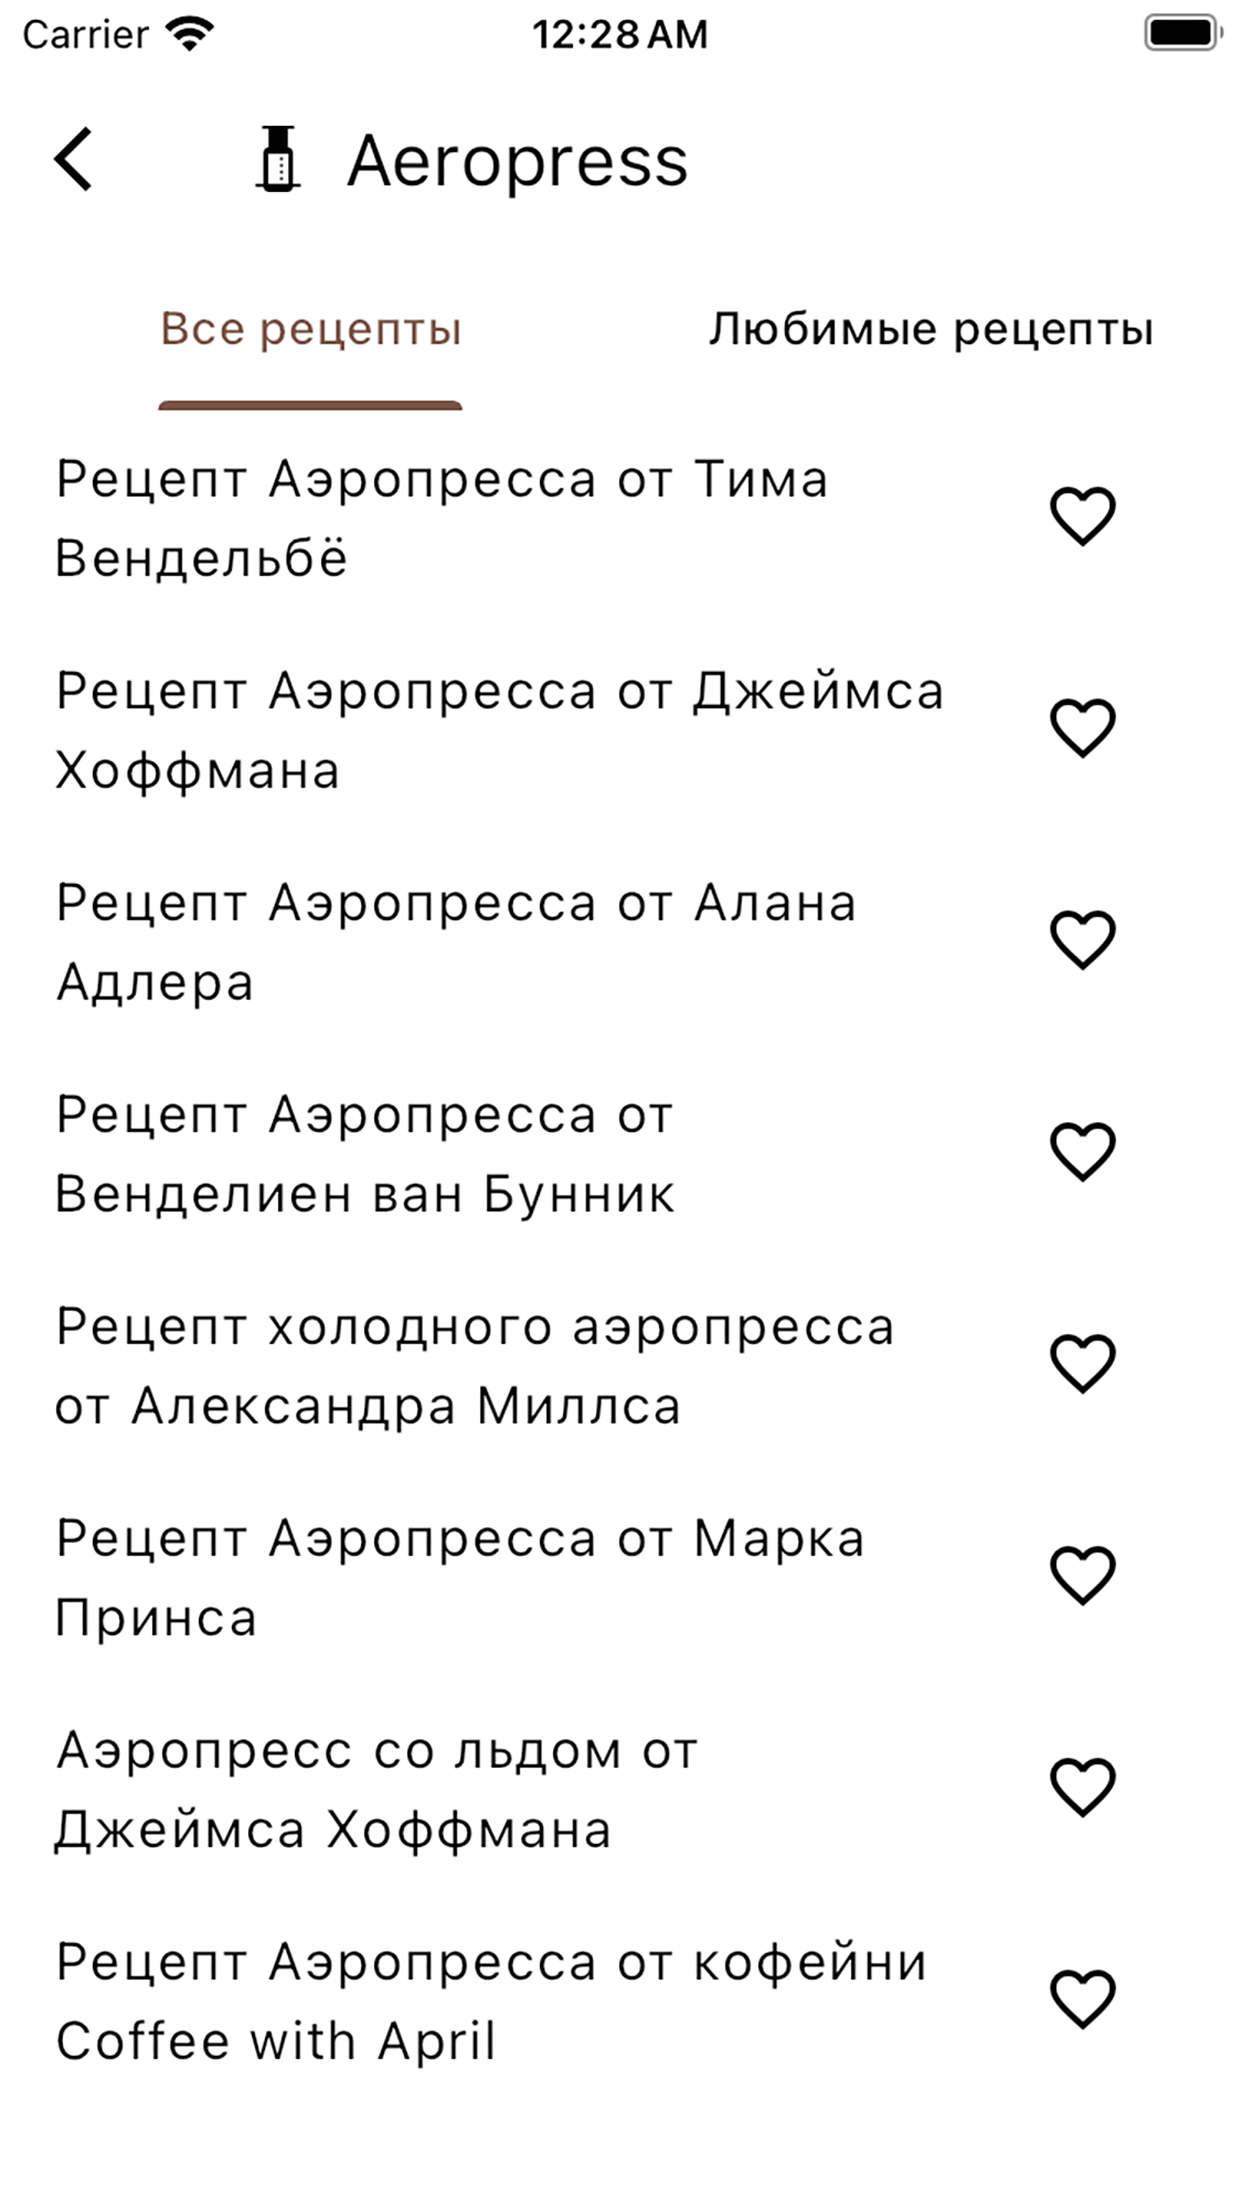 Carrier 12:28 AM
Aeropress
Все рецепты Любимые рецепты
Рецепт Аэропресса от Тима
Вендельбё
Рецепт Аэропресса от Джеймса
Хоффмана
Рецепт Аэропресса от Алана
Адлера
Рецепт Аэропресса от
Венделиен ван Бунник
Рецепт холодного аэропресса
от Александра Миллса
Рецепт Аэропресса от Марка
Принса
Аэропресс со льдом от
Джеймса Хоффмана
Рецепт Аэропресса от кофейни
Coffee with April